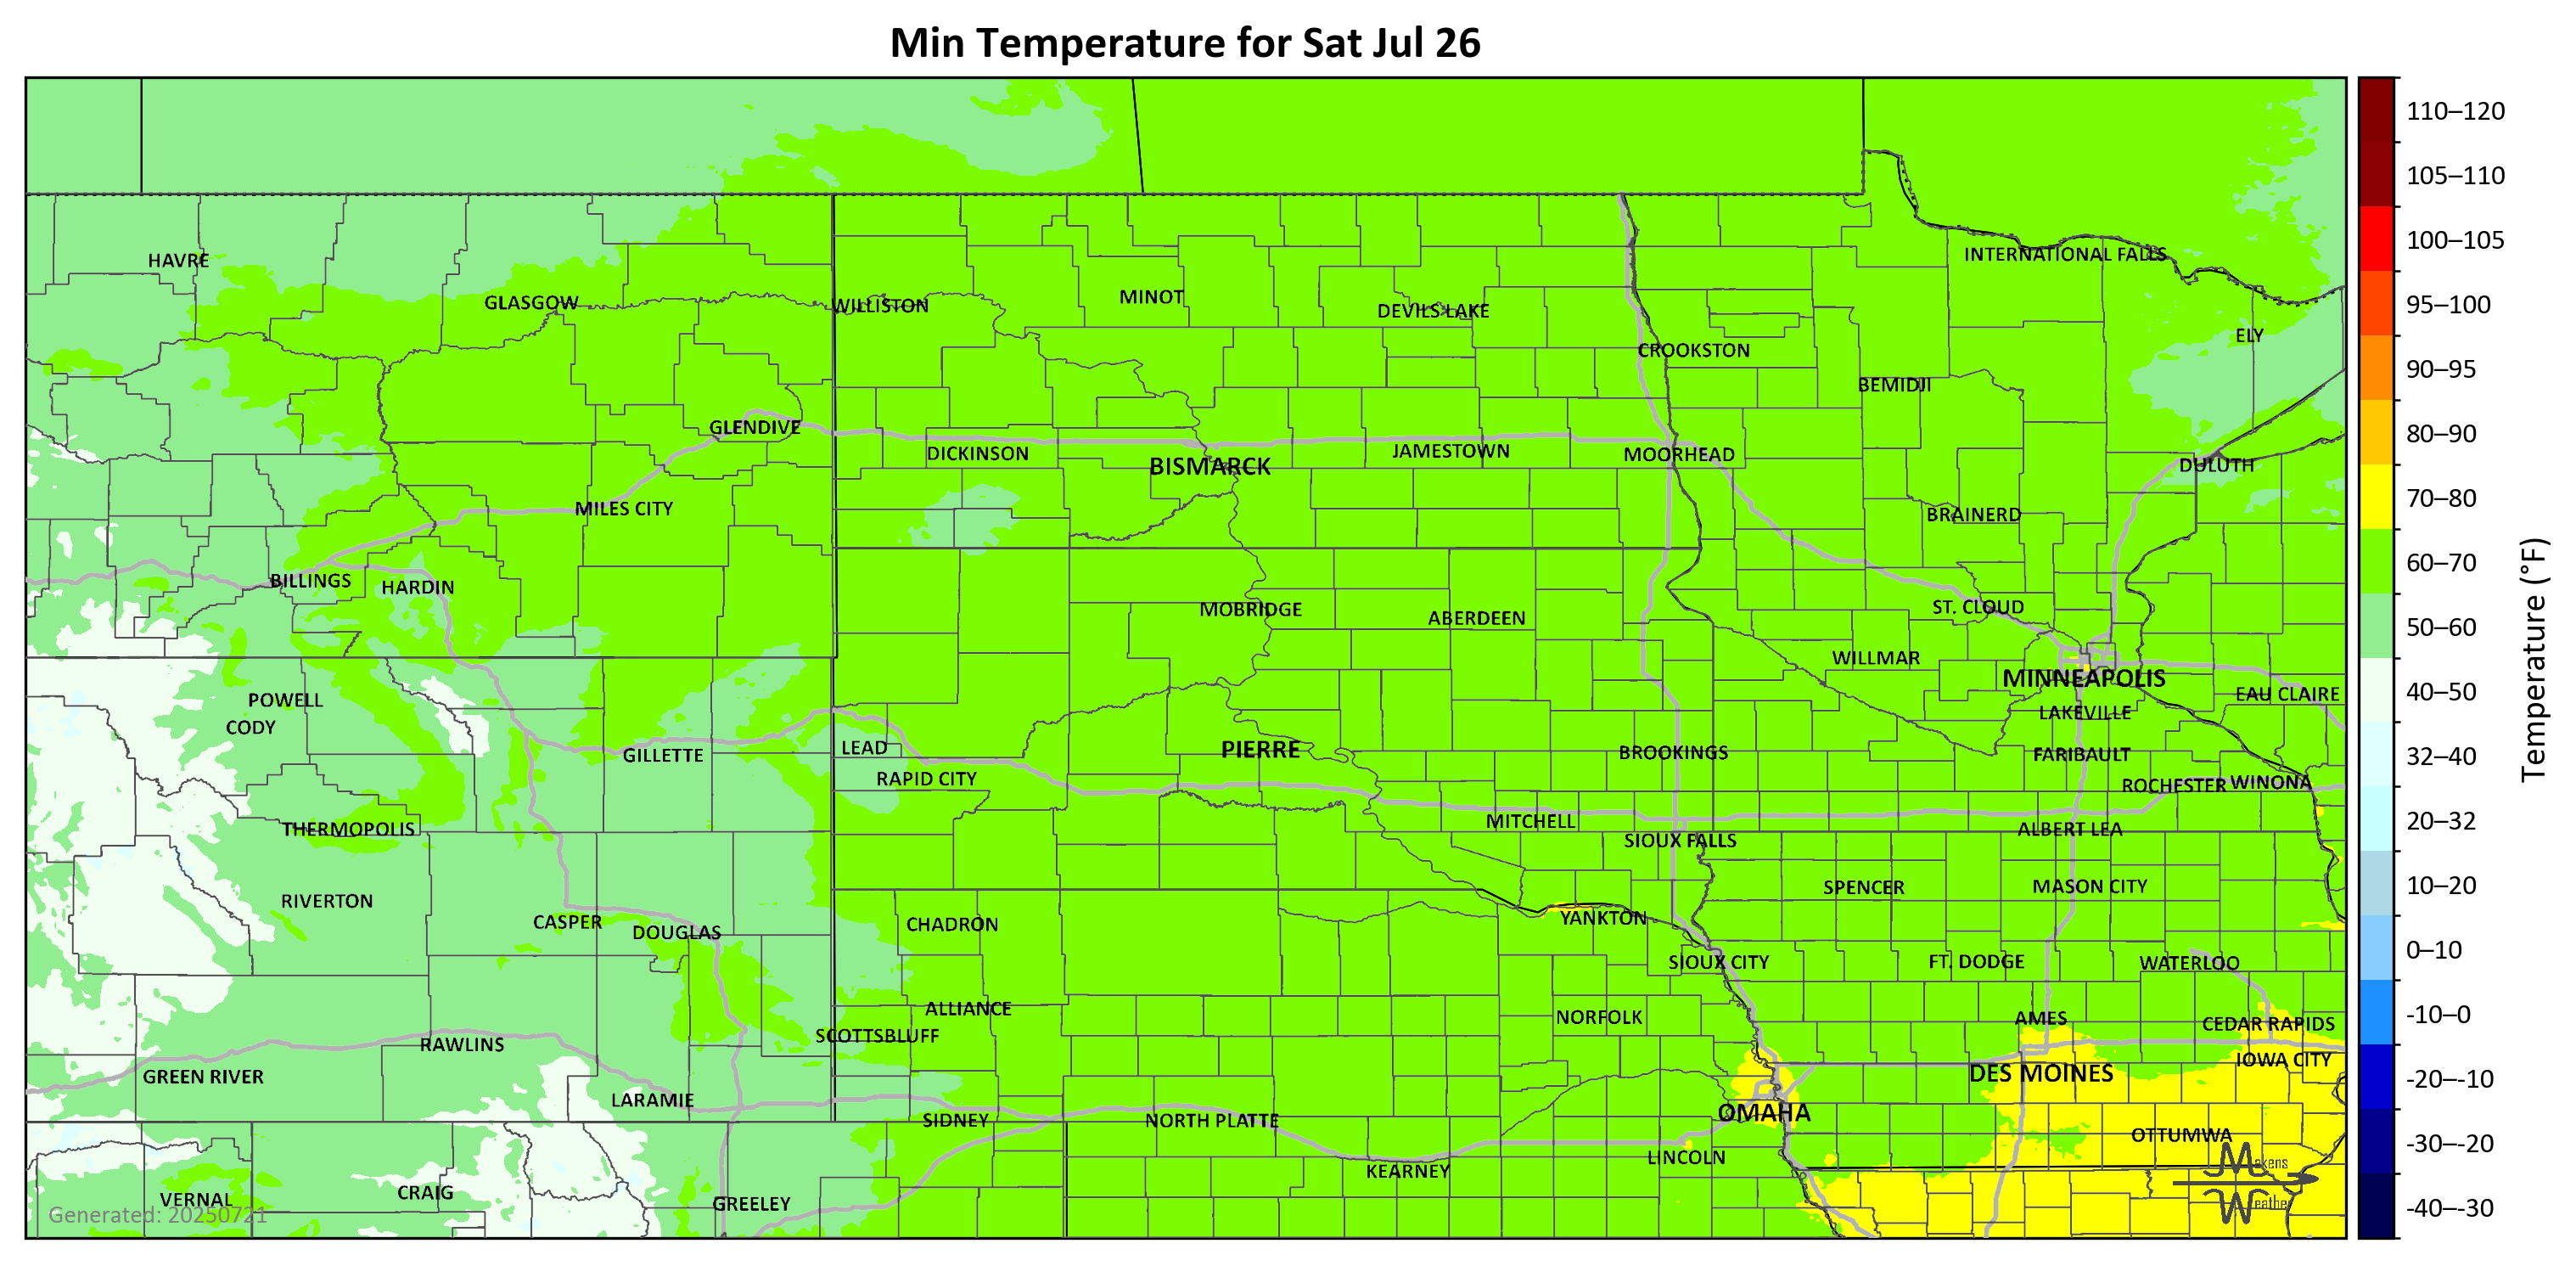 Min Temperature for Sat Jul 26
110–120
105–110
100–105
95–100
90–95
80–90
70–80
60–70
50–60
40–50
32–40
20–32
10–20
0–10
-10–0
-20–-10
-30–-20
-40–-30
Temperature (°F)
HAVRE
GLASGOW
WILLISTON
MINOT
DEVILS LAKE
INTERNATIONAL FALLS
ELY
CROOKSTON
BEMIDJI
GLENDIVE
DICKINSON
BISMARCK
JAMESTOWN
MOORHEAD
DULUTH
MILES CITY
BRAINERD
BILLINGS
HARDIN
MOBRIDGE
ABERDEEN
ST. CLOUD
WILLMAR
MINNEAPOLIS
EAU CLAIRE
POWELL
CODY
LAKEVILLE
GILLETTE
LEAD
RAPID CITY
PIERRE
BROOKINGS
FARIBAULT
ROCHESTER
WINONA
THERMOPOLIS
MITCHELL
SIOUX FALLS
ALBERT LEA
RIVERTON
SPENCER
MASON CITY
CASPER
DOUGLAS
CHADRON
YANKTON
SIOUX CITY
FT. DODGE
WATERLOO
ALLIANCE
SCOTTSBLUFF
NORFOLK
AMES
CEDAR RAPIDS
RAWLINS
GREEN RIVER
IOWA CITY
DES MOINES
LARAMIE
SIDNEY
NORTH PLATTE
OMAHA
OTTUMWA
LINCOLN
KEARNEY
VERNAL
CRAIG
GREELEY
Makens
Weather
Generated: 20250721